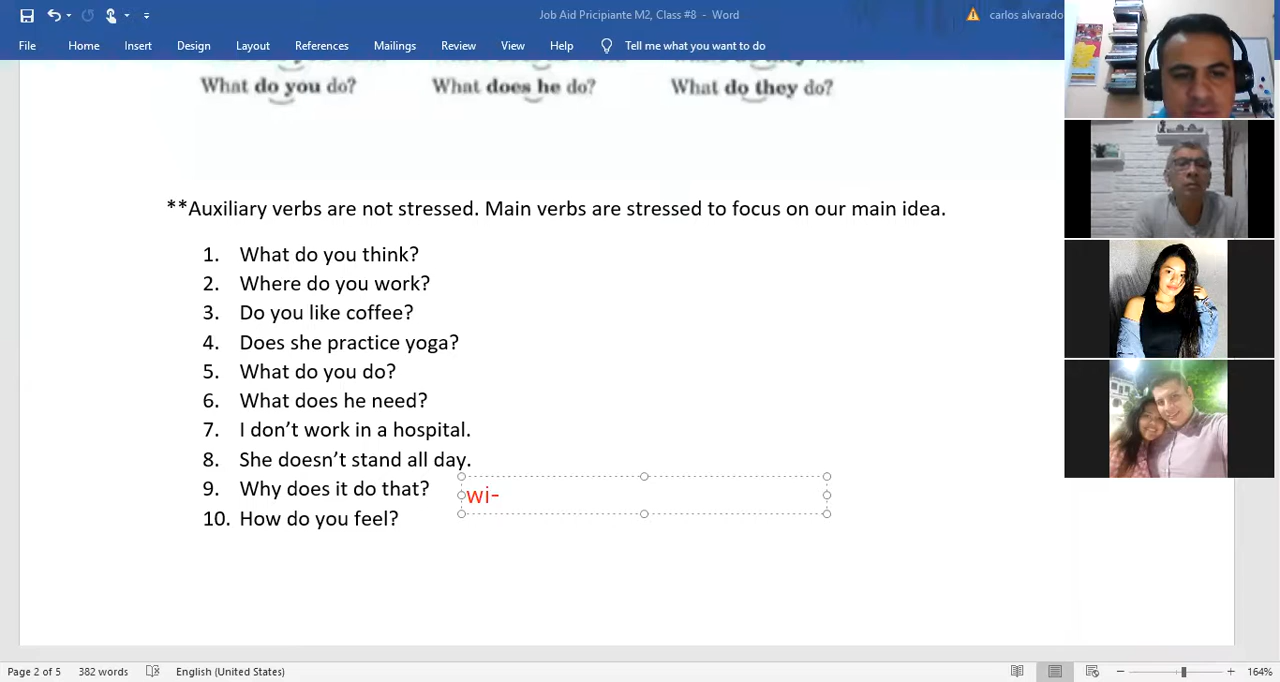 Job Aid Pricipiante M2, Class #8 - Word
carlos alvarado
File Home Insert Design Layout References Mailings Review View Help Tell me what you want to do
What do you do? What does he do? What do they do?
**Auxiliary verbs are not stressed. Main verbs are stressed to focus on our main idea.
1. What do you think?
2. Where do you work?
3. Do you like coffee?
4. Does she practice yoga?
5. What do you do?
6. What does he need?
7. I don't work in a hospital.
8. She doesn't stand all day.
9. Why does it do that?
wi-
10. How do you feel?
Page 2 of 5 382 words English (United States) 164%